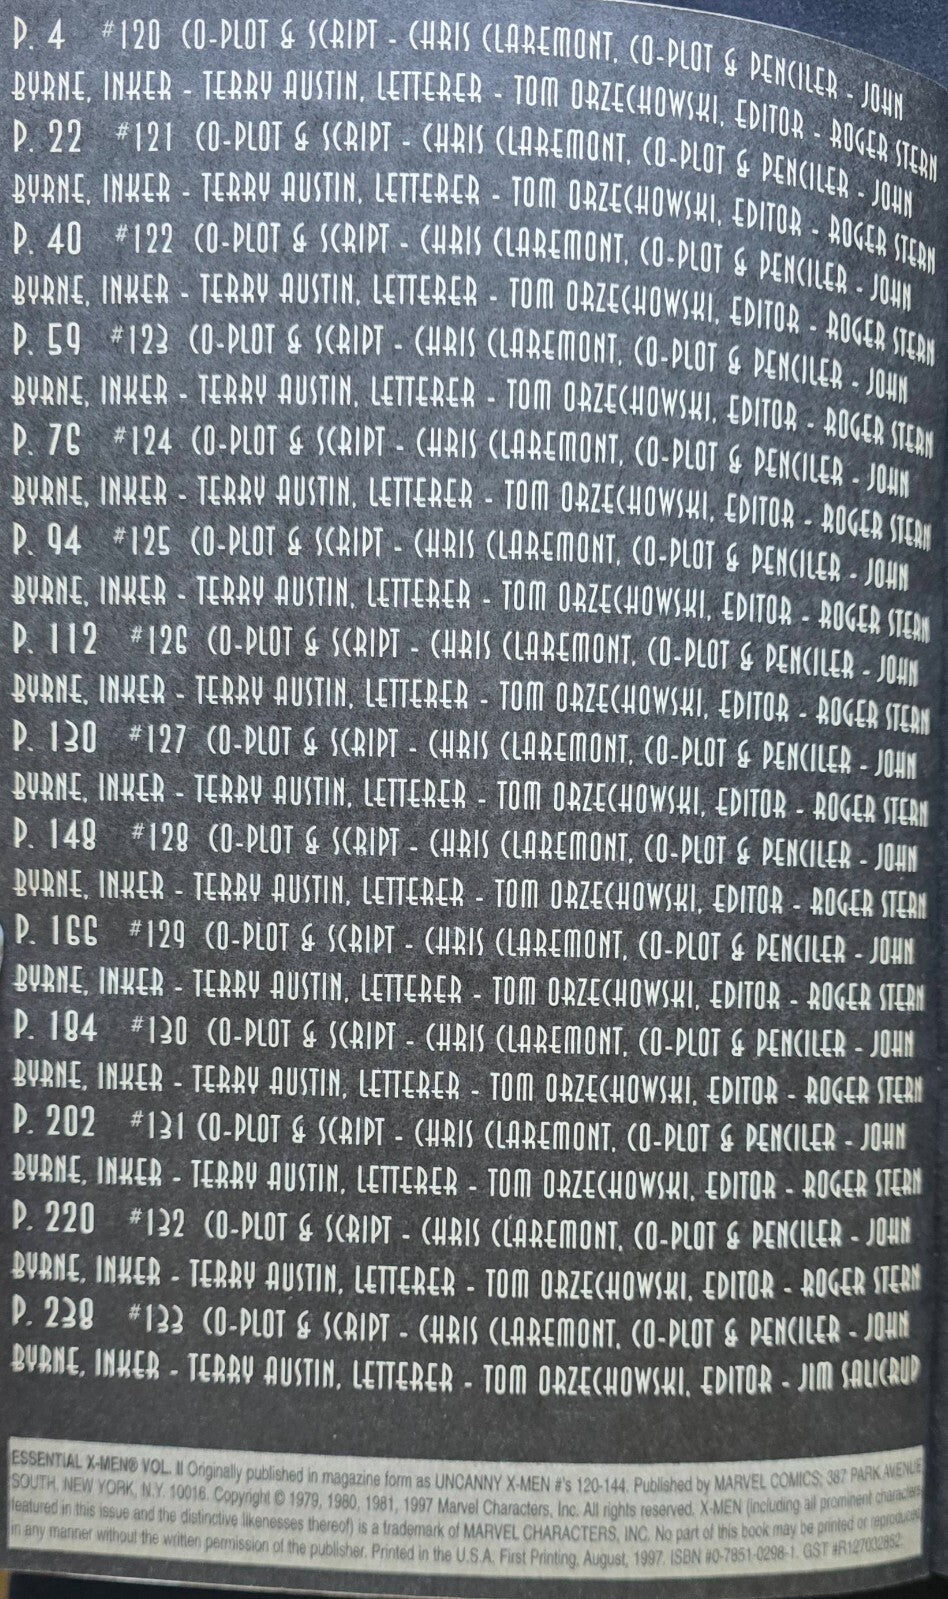 P. 4 #120 CO-PLOT & SCRIPT - CHRIS CLAREMONT, CO-PLOT & PENCILER - JOHN
BYRNE, INKER - TERRY AUSTIN, LETTERER - TOM ORZECHOWSKI, EDITOR - ROGER STERN
P. 22 #121 CO-PLOT & SCRIPT - CHRIS CLAREMONT, CO-PLOT & PENCILER - JOHN
BYRNE, INKER - TERRY AUSTIN, LETTERER - TOM ORZECHOWSKI, EDITOR - ROGER STERN
P. 40 #122 CO-PLOT & SCRIPT - CHRIS CLAREMONT, CO-PLOT & PENCILER - JOHN
BYRNE, INKER - TERRY AUSTIN, LETTERER - TOM ORZECHOWSKI, EDITOR - ROGER STERN
P. 59 #123 CO-PLOT & SCRIPT - CHRIS CLAREMONT, CO-PLOT & PENCILER - JOHN
BYRNE, INKER - TERRY AUSTIN, LETTERER - TOM ORZECHOWSKI, EDITOR - ROGER STERN
P. 76 #124 CO-PLOT & SCRIPT - CHRIS CLAREMONT, CO-PLOT & PENCILER - JOHN
BYRNE, INKER - TERRY AUSTIN, LETTERER - TOM ORZECHOWSKI, EDITOR - ROGER STERN
P. 94 #125 CO-PLOT & SCRIPT - CHRIS CLAREMONT, CO-PLOT & PENCILER - JOHN
BYRNE, INKER - TERRY AUSTIN, LETTERER - TOM ORZECHOWSKI, EDITOR - ROGER STERN
P. 112 #126 CO-PLOT & SCRIPT - CHRIS CLAREMONT, CO-PLOT & PENCILER - JOHN
BYRNE, INKER - TERRY AUSTIN, LETTERER - TOM ORZECHOWSKI, EDITOR - ROGER STERN
P. 130 #127 CO-PLOT & SCRIPT - CHRIS CLAREMONT, CO-PLOT & PENCILER - JOHN
BYRNE, INKER - TERRY AUSTIN, LETTERER - TOM ORZECHOWSKI, EDITOR - ROGER STERN
P. 148 #128 CO-PLOT & SCRIPT - CHRIS CLAREMONT, CO-PLOT & PENCILER - JOHN
BYRNE, INKER - TERRY AUSTIN, LETTERER - TOM ORZECHOWSKI, EDITOR - ROGER STERN
P. 166 #129 CO-PLOT & SCRIPT - CHRIS CLAREMONT, CO-PLOT & PENCILER - JOHN
BYRNE, INKER - TERRY AUSTIN, LETTERER - TOM ORZECHOWSKI, EDITOR - ROGER STERN
P. 184 #130 CO-PLOT & SCRIPT - CHRIS CLAREMONT, CO-PLOT & PENCILER - JOHN
BYRNE, INKER - TERRY AUSTIN, LETTERER - TOM ORZECHOWSKI, EDITOR - ROGER STERN
P. 202 #131 CO-PLOT & SCRIPT - CHRIS CLAREMONT, CO-PLOT & PENCILER - JOHN
BYRNE, INKER - TERRY AUSTIN, LETTERER - TOM ORZECHOWSKI, EDITOR - ROGER STERN
P. 220 #132 CO-PLOT & SCRIPT - CHRIS CLAREMONT, CO-PLOT & PENCILER - JOHN
BYRNE, INKER - TERRY AUSTIN, LETTERER - TOM ORZECHOWSKI, EDITOR - ROGER STERN
P. 238 #133 CO-PLOT & SCRIPT - CHRIS CLAREMONT, CO-PLOT & PENCILER - JOHN
BYRNE, INKER - TERRY AUSTIN, LETTERER - TOM ORZECHOWSKI, EDITOR - JIM SALICRUP
ESSENTIAL X-MEN® VOL. II Originally published in magazine form as UNCANNY X-MEN #'s 120-144. Published by MARVEL COMICS; 387 PARK AVENUE
SOUTH, NEW YORK, N.Y. 10016. Copyright © 1979, 1980, 1981, 1997 Marvel Characters, Inc. All rights reserved. X-MEN (including all prominent characters
featured in this issue and the distinctive likenesses thereof) is a trademark of MARVEL CHARACTERS, INC. No part of this book may be printed or reproduced
in any manner without the written permission of the publisher. Printed in the U.S.A. First Printing, August, 1997. ISBN #0-7851-0298-1. GST #R127032852.